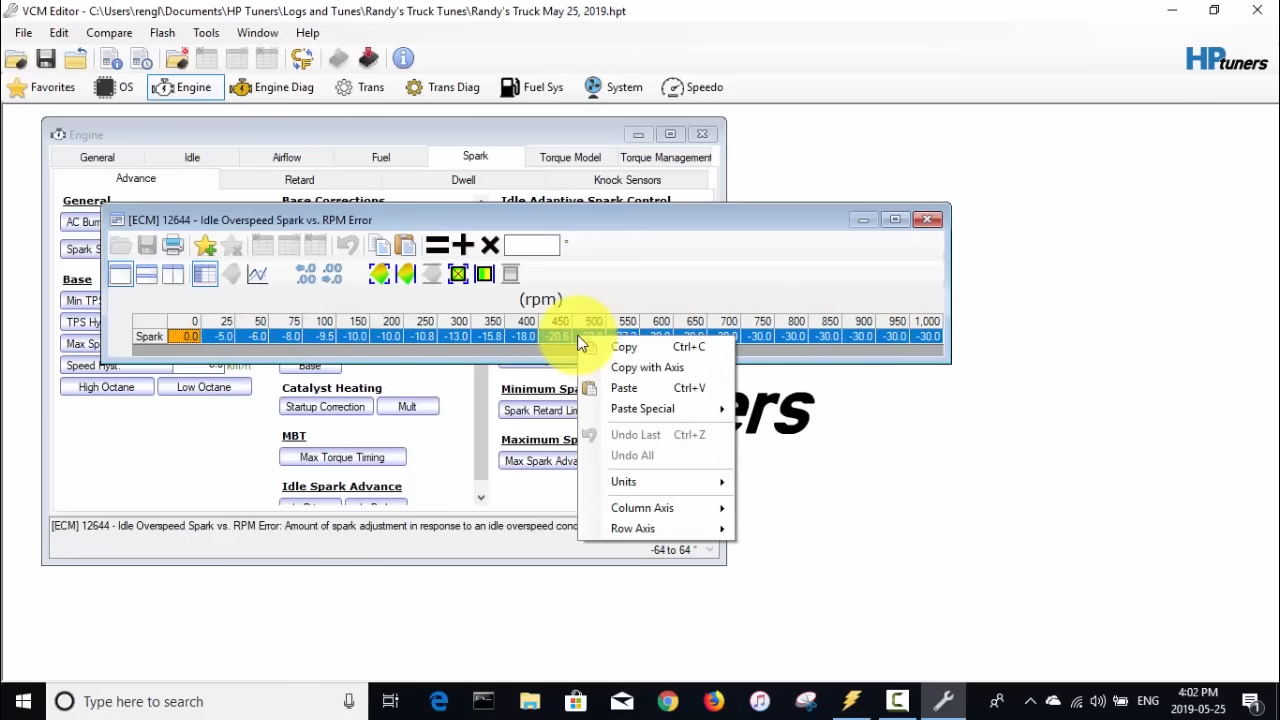 VCM Editor - C:\Users\rengl\Documents\HP Tuners\Logs and Tunes\Randy's Truck Tunes\Randy's Truck May 25, 2019.hpt
File Edit Compare Flash Tools Window Help
HPtuners
Favorites OS Engine Engine Diag Trans Trans Diag Fuel Sys System Speedo
Engine
General Idle Airflow Fuel Spark Torque Model Torque Management
Advance Retard Dwell Knock Sensors
General Base Corrections Idle Adaptive Spark Control
AC Bum
[ECM] 12644 - Idle Overspeed Spark vs. RPM Error
Spark S
°
Base
Min TPS
(rpm)
TPS Hy
0 25 50 75 100 150 200 250 300 350 400 450 500 550 600 650 700 750 800 850 900 950 1,000
Spark 0.0 -5.0 -6.0 -8.0 -9.5 -10.0 -10.0 -10.8 -13.0 -15.8 -18.0 -20.6 -30.0 -30.0 -30.0 -30.0 -30.0 -30.0 -30.0
Max Sp
Copy Ctrl+C
Copy with Axis
Paste Ctrl+V
Paste Special
Undo Last Ctrl+Z
Undo All
Units
Column Axis
Row Axis
Speed Hyst. km/h
Base
High Octane Low Octane
Catalyst Heating
Startup Correction Mult
Minimum Sp
Spark Retard Lim
MBT
Max Torque Timing
Maximum Sp
Max Spark Adva
Idle Spark Advance
ers
[ECM] 12644 - Idle Overspeed Spark vs. RPM Error: Amount of spark adjustment in response to an idle overspeed cond
-64 to 64 °
Type here to search
ENG
4:02 PM
2019-05-25
1